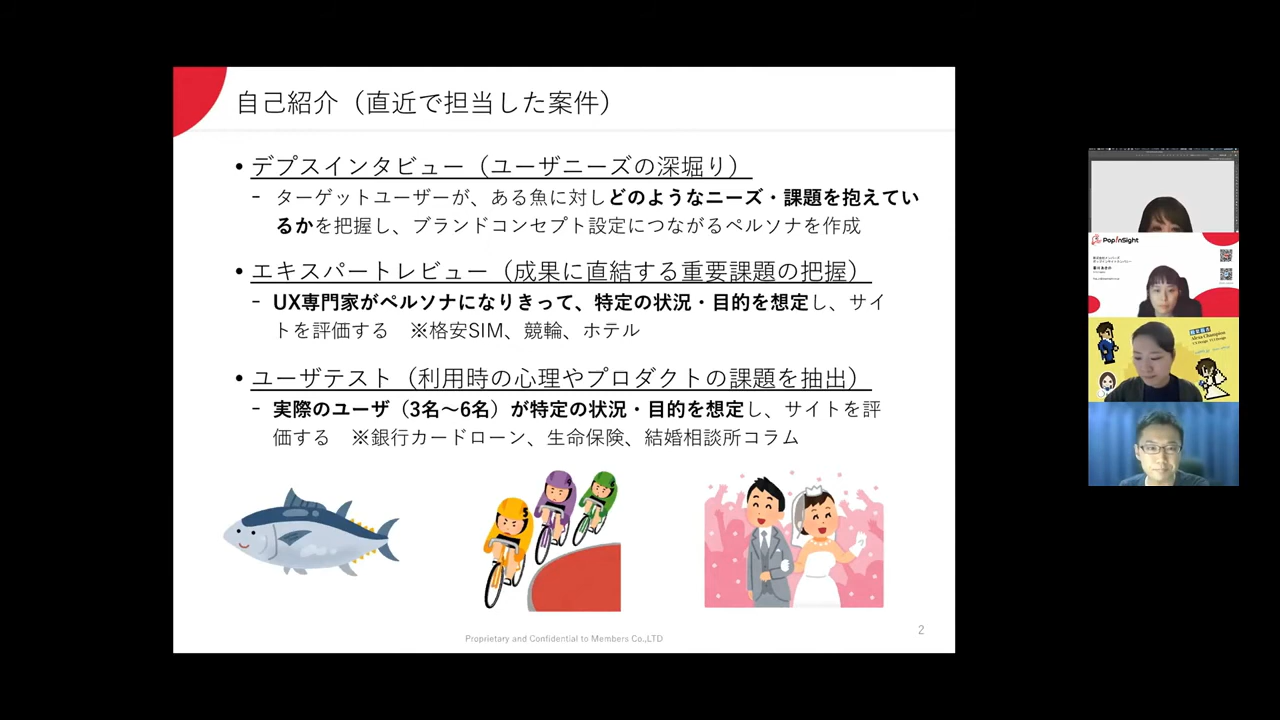 自己紹介（直近で担当した案件）
• デプスインタビュー（ユーザニーズの深堀り）
– ターゲットユーザーが、ある魚に対しどのようなニーズ・課題を抱えてい
るかを把握し、ブランドコンセプト設定につながるペルソナを作成
• エキスパートレビュー（成果に直結する重要課題の把握）
– UX専門家がペルソナになりきって、特定の状況・目的を想定し、サイ
トを評価する　※格安SIM、競輪、ホテル
• ユーザテスト（利用時の心理やプロダクトの課題を抽出）
– 実際のユーザ（3名〜6名）が特定の状況・目的を想定し、サイトを評
価する　※銀行カードローン、生命保険、結婚相談所コラム
Proprietary and Confidential to Members Co.,LTD
2
PopInSight